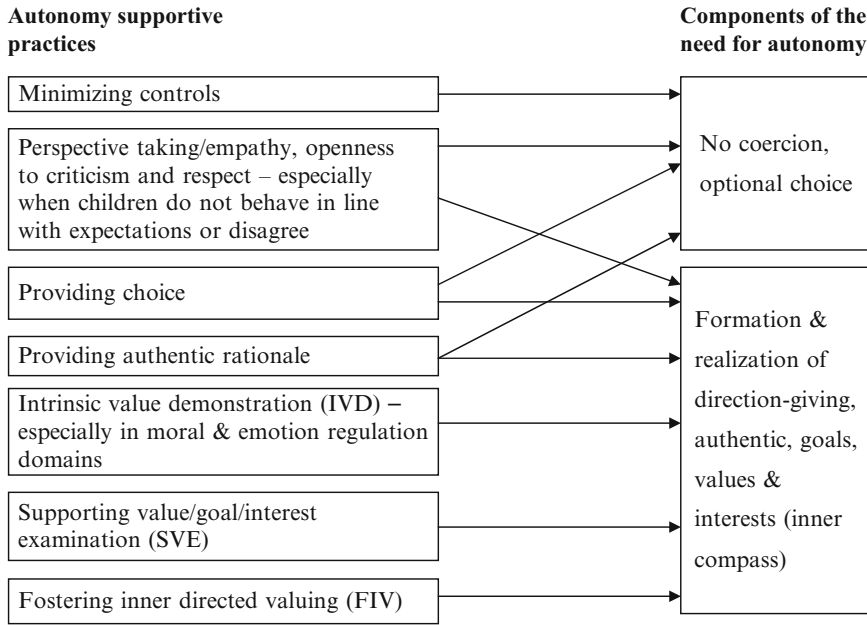 Autonomy supportive
practices
Components of the
need for autonomy
Minimizing controls
Perspective taking/empathy, openness
to criticism and respect – especially
when children do not behave in line
with expectations or disagree
Providing choice
Providing authentic rationale
Intrinsic value demonstration (IVD) –
especially in moral & emotion regulation
domains
Supporting value/goal/interest
examination (SVE)
Fostering inner directed valuing (FIV)
No coercion,
optional choice
Formation &
realization of
direction-giving,
authentic, goals,
values &
interests (inner
compass)